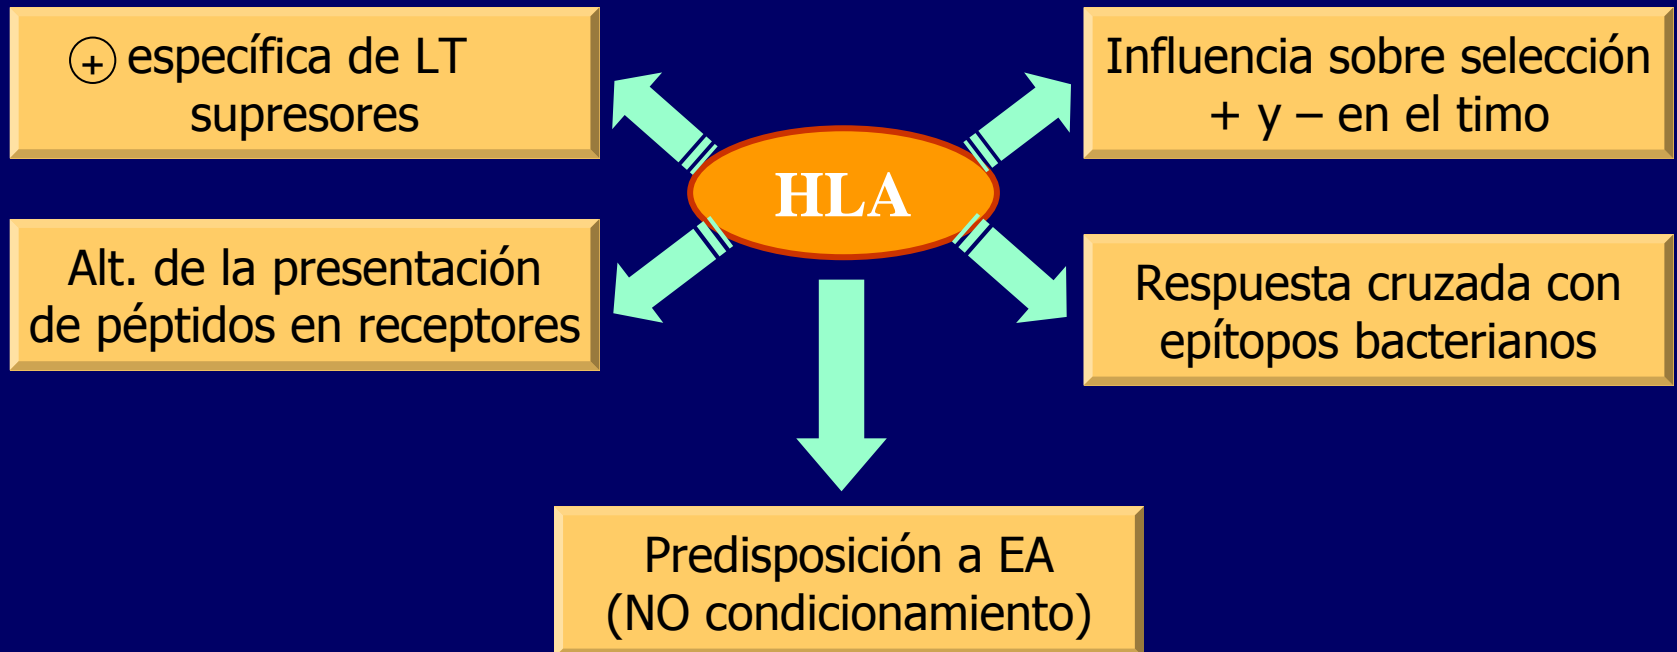 ⊕ específica de LT
supresores
Influencia sobre selección
+ y – en el timo
HLA
Alt. de la presentación
de péptidos en receptores
Respuesta cruzada con
epítopos bacterianos
Predisposición a EA
(NO condicionamiento)